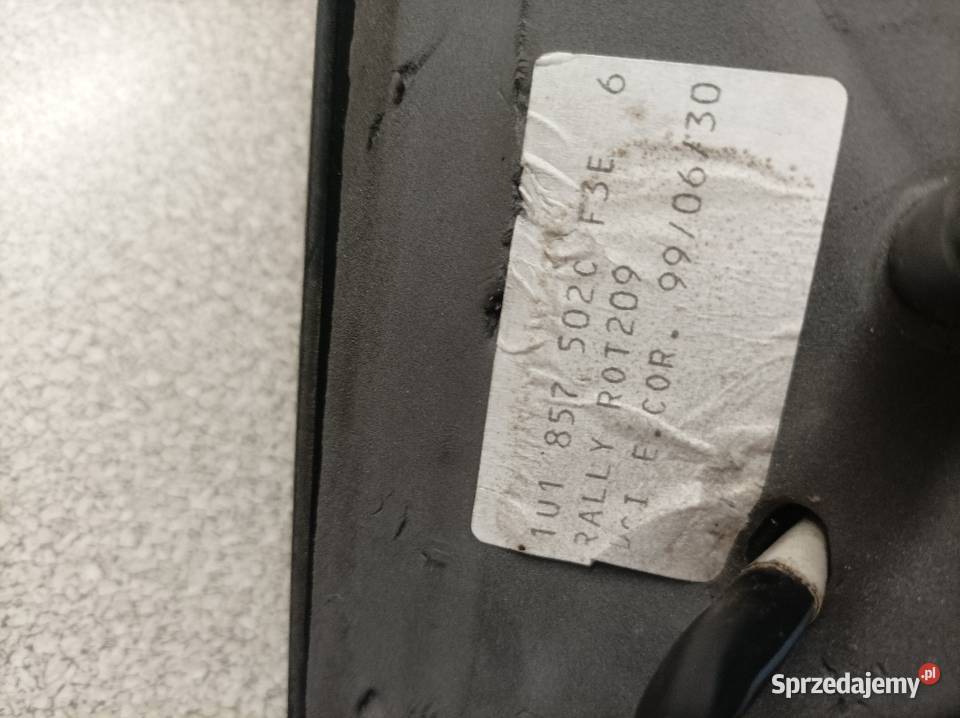 1U1 857 502C F3E 6
RALLY ROT209
E.COR. 99/06/30
Sprzedajemy.pl